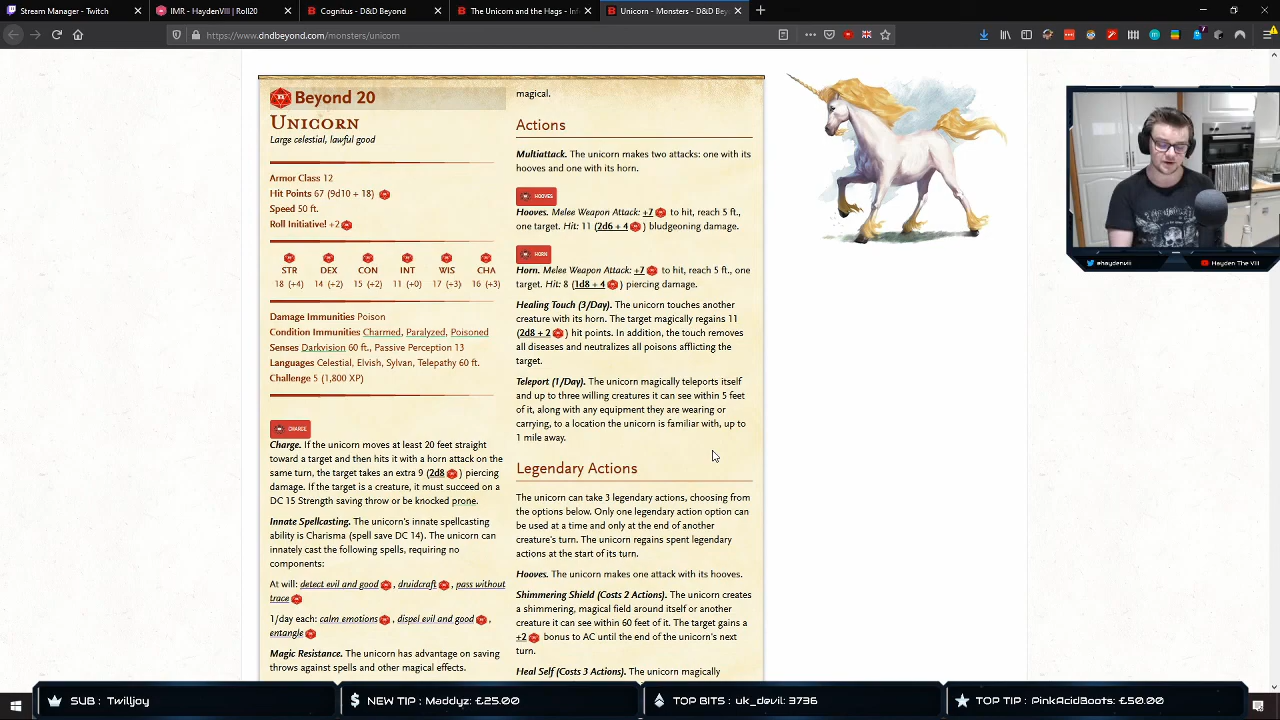 Stream Manager - Twitch
IMR - HaydenVIII | Roll20
Cognitus - D&D Beyond
The Unicorn and the Hags - Inf
Unicorn - Monsters - D&D Beyond
https://www.dndbeyond.com/monsters/unicorn
Beyond 20
Unicorn
Large celestial, lawful good
Armor Class 12
Hit Points 67 (9d10 + 18)
Speed 50 ft.
Roll Initiative! +2
STR DEX CON INT WIS CHA
18 (+4) 14 (+2) 15 (+2) 11 (+0) 17 (+3) 16 (+3)
Damage Immunities Poison
Condition Immunities Charmed, Paralyzed, Poisoned
Senses Darkvision 60 ft., Passive Perception 13
Languages Celestial, Elvish, Sylvan, Telepathy 60 ft.
Challenge 5 (1,800 XP)
CHARGE
Charge. If the unicorn moves at least 20 feet straight
toward a target and then hits it with a horn attack on the
same turn, the target takes an extra 9 (2d8) piercing
damage. If the target is a creature, it must succeed on a
DC 15 Strength saving throw or be knocked prone.
Innate Spellcasting. The unicorn's innate spellcasting
ability is Charisma (spell save DC 14). The unicorn can
innately cast the following spells, requiring no
components:
At will: detect evil and good, druidcraft, pass without
trace
1/day each: calm emotions, dispel evil and good,
entangle
Magic Resistance. The unicorn has advantage on saving
throws against spells and other magical effects.
magical.
Actions
Multiattack. The unicorn makes two attacks: one with its
hooves and one with its horn.
HOOVES
Hooves. Melee Weapon Attack: +7 to hit, reach 5 ft.,
one target. Hit: 11 (2d6 + 4) bludgeoning damage.
HORN
Horn. Melee Weapon Attack: +7 to hit, reach 5 ft., one
target. Hit: 8 (1d8 + 4) piercing damage.
Healing Touch (3/Day). The unicorn touches another
creature with its horn. The target magically regains 11
(2d8 + 2) hit points. In addition, the touch removes
all diseases and neutralizes all poisons afflicting the
target.
Teleport (1/Day). The unicorn magically teleports itself
and up to three willing creatures it can see within 5 feet
of it, along with any equipment they are wearing or
carrying, to a location the unicorn is familiar with, up to
1 mile away.
Legendary Actions
The unicorn can take 3 legendary actions, choosing from
the options below. Only one legendary action option can
be used at a time and only at the end of another
creature's turn. The unicorn regains spent legendary
actions at the start of its turn.
Hooves. The unicorn makes one attack with its hooves.
Shimmering Shield (Costs 2 Actions). The unicorn creates
a shimmering, magical field around itself or another
creature it can see within 60 feet of it. The target gains a
+2 bonus to AC until the end of the unicorn's next
turn.
Heal Self (Costs 3 Actions). The unicorn magically
@haydenviii
Hayden The VIII
SUB : Twilljoy
NEW TIP : Maddyz: £25.00
TOP BITS : uk_devil: 3736
TOP TIP : PinkAcidBoots: £50.00